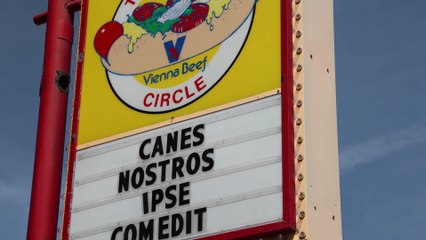 Vienna Beef
CIRCLE
CANES
NOSTROS
IPSE
COMEDIT